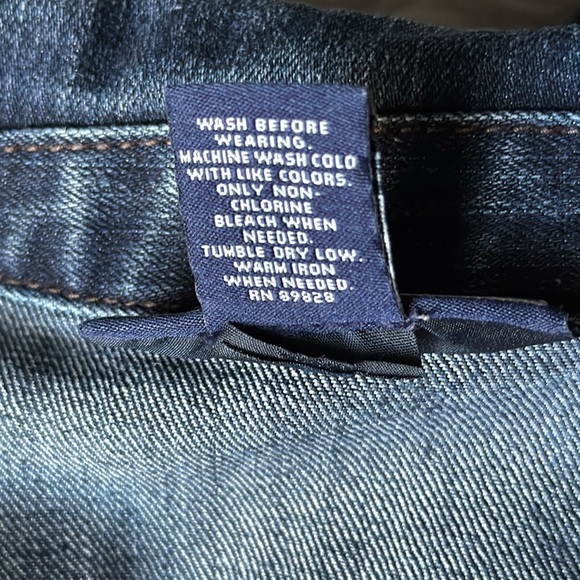 WASH BEFORE
WEARING.
MACHINE WASH COLD
WITH LIKE COLORS.
ONLY NON-
CHLORINE
BLEACH WHEN
NEEDED.
TUMBLE DRY LOW.
WARM IRON
WHEN NEEDED.
RN 89828